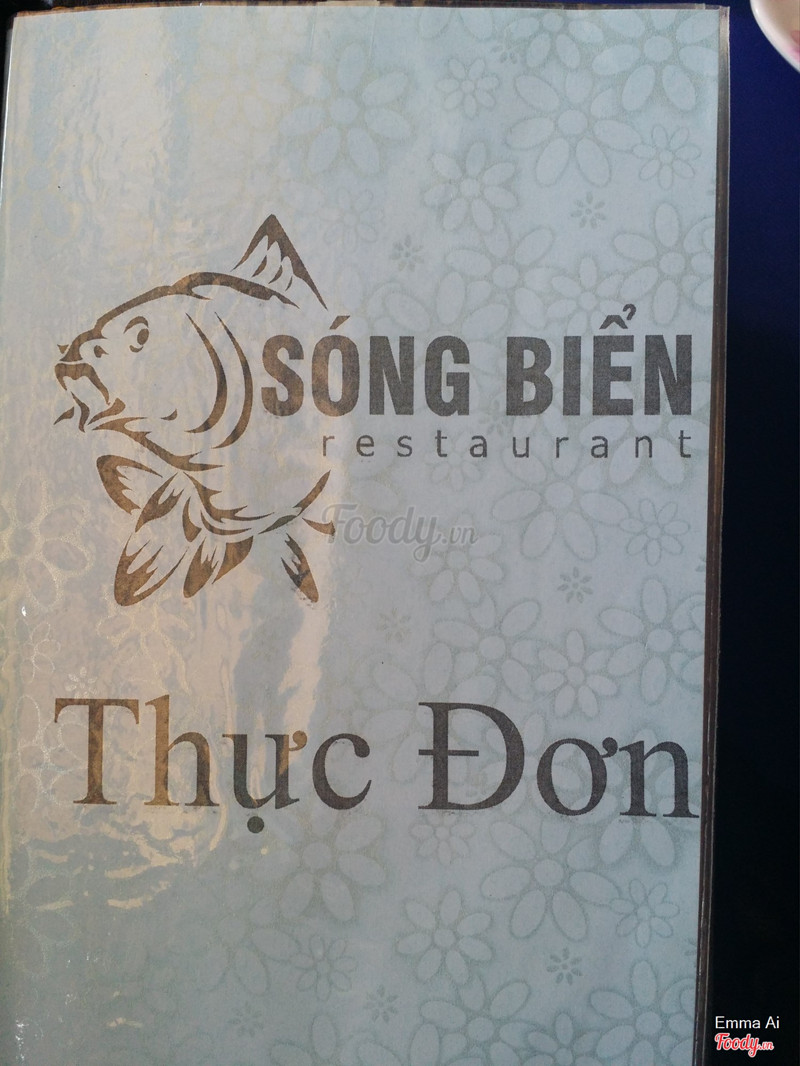 SÓNG BIỂN
restaurant
Foody.vn
Thực Đơn
Emma Ai
Foody.vn